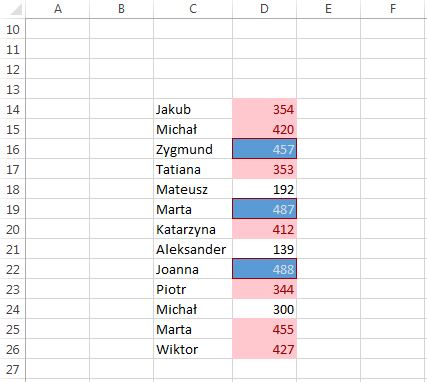 A B C D E F
10
11
12
13
14 Jakub 354
15 Michał 420
16 Zygmund 457
17 Tatiana 353
18 Mateusz 192
19 Marta 487
20 Katarzyna 412
21 Aleksander 139
22 Joanna 488
23 Piotr 344
24 Michał 300
25 Marta 455
26 Wiktor 427
27